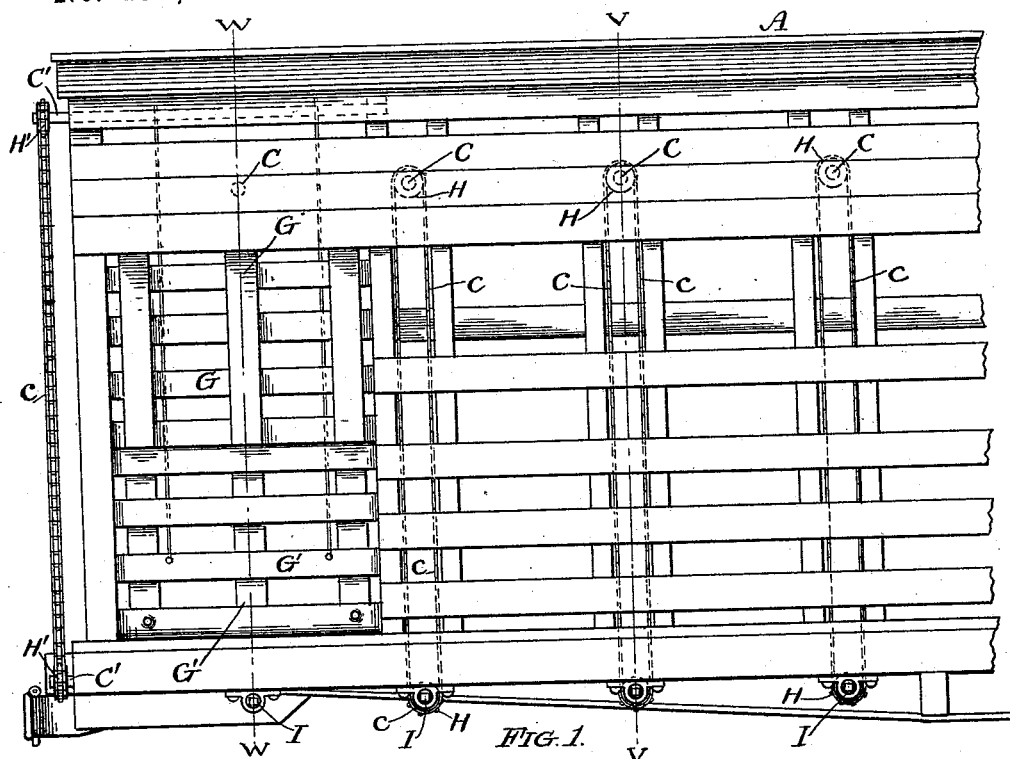 W V A
C'
H'
C C C H C
H H
G
C C C C
G
C
C
G'
H' C' G'
H
I C I H I
W FIG. 1. V